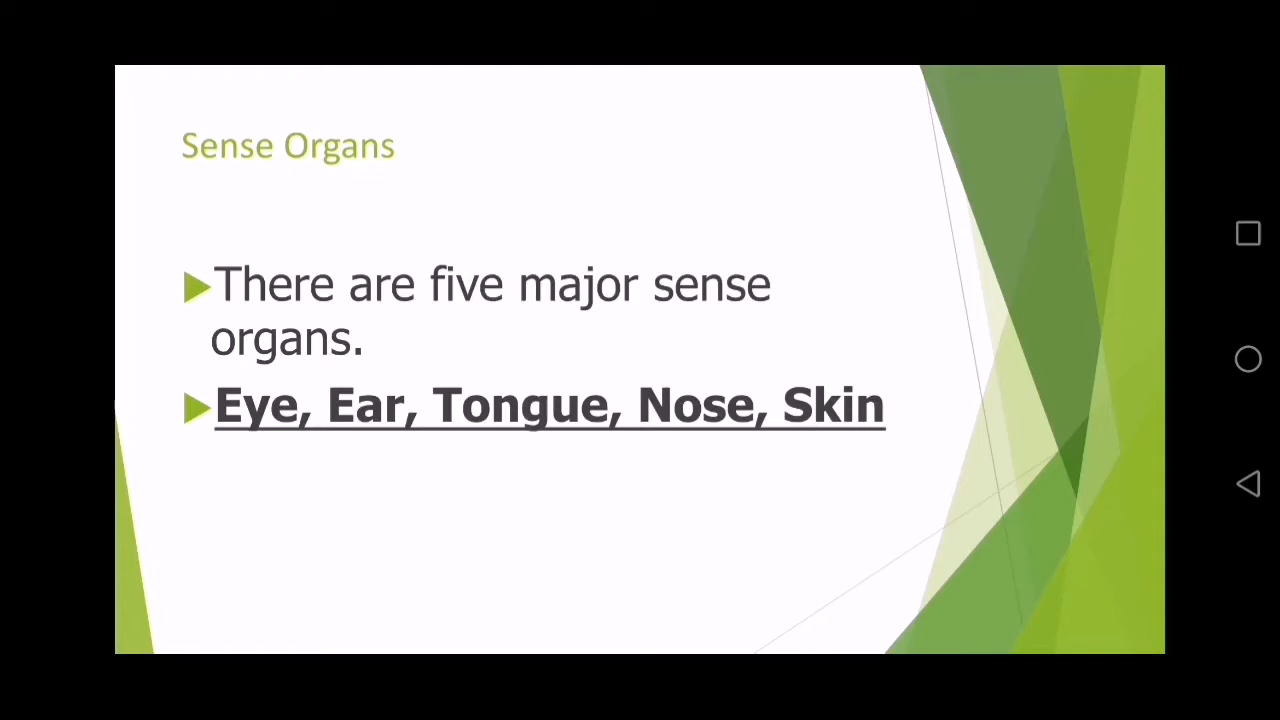 Sense Organs
There are five major sense
organs.
Eye, Ear, Tongue, Nose, Skin